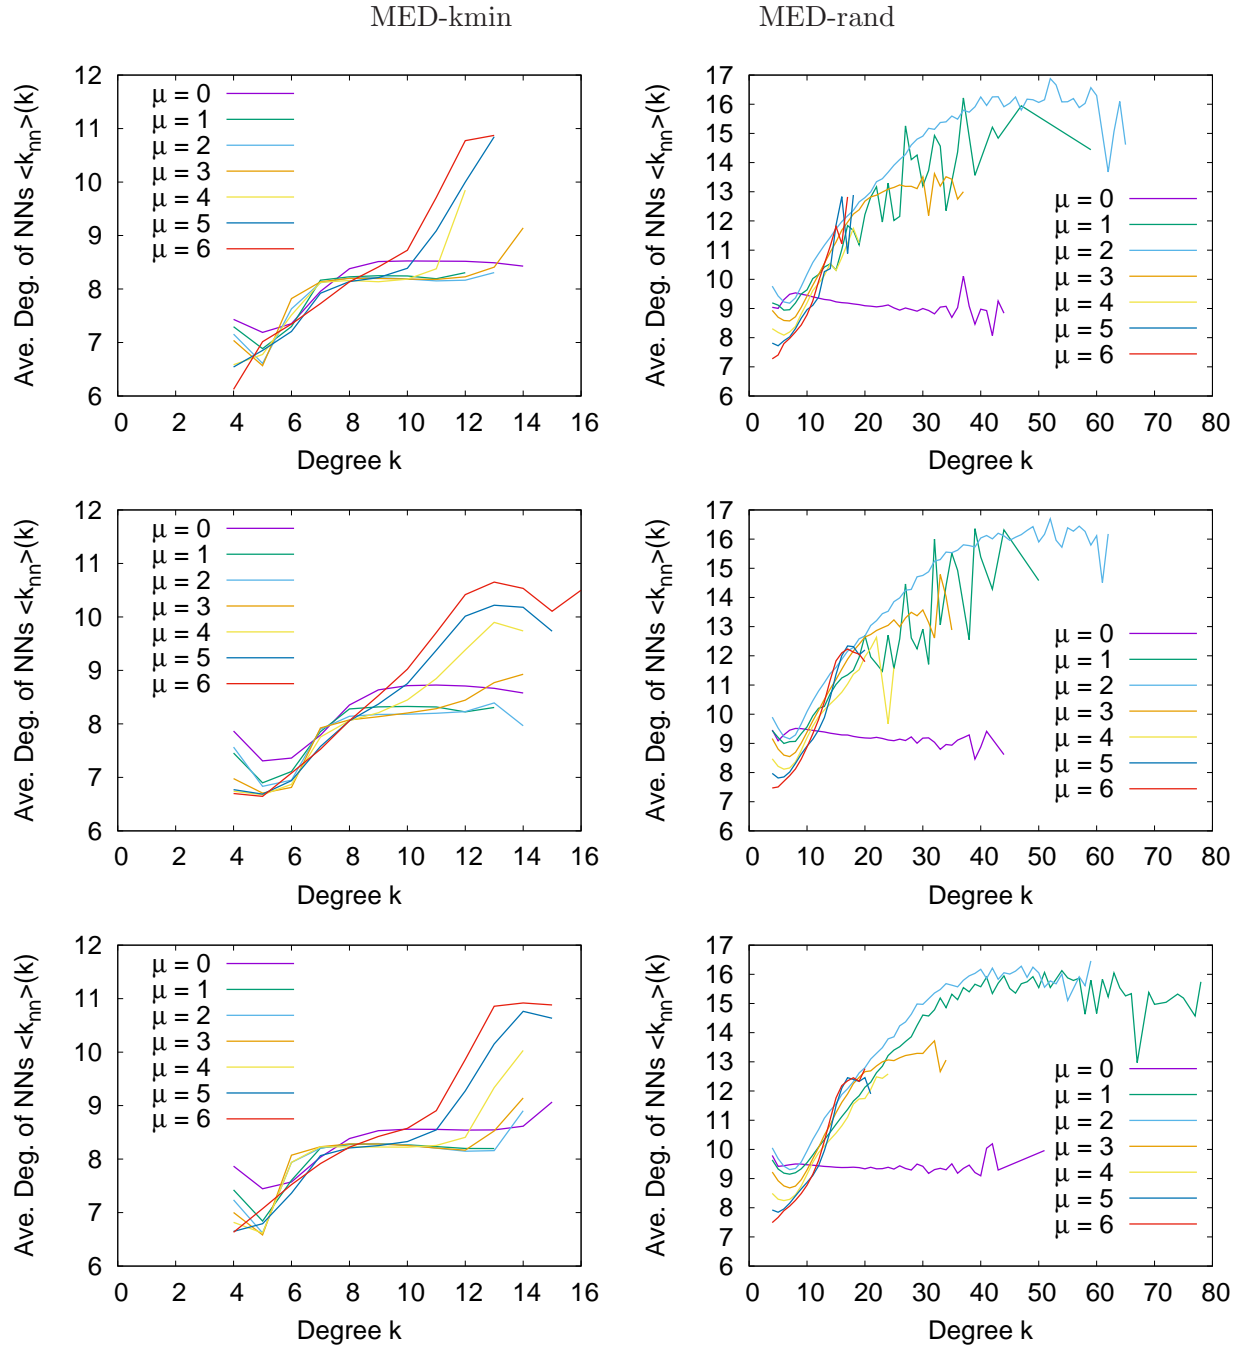 MED-kmin
MED-rand
Ave. Deg. of NNs <k_nn>(k)
12
11
10
9
8
7
6
μ = 0
μ = 1
μ = 2
μ = 3
μ = 4
μ = 5
μ = 6
0 2 4 6 8 10 12 14 16
Degree k
Ave. Deg. of NNs <k_nn>(k)
17
16
15
14
13
12
11
10
9
8
7
6
μ = 0
μ = 1
μ = 2
μ = 3
μ = 4
μ = 5
μ = 6
0 10 20 30 40 50 60 70 80
Degree k
Ave. Deg. of NNs <k_nn>(k)
12
11
10
9
8
7
6
μ = 0
μ = 1
μ = 2
μ = 3
μ = 4
μ = 5
μ = 6
0 2 4 6 8 10 12 14 16
Degree k
Ave. Deg. of NNs <k_nn>(k)
17
16
15
14
13
12
11
10
9
8
7
6
μ = 0
μ = 1
μ = 2
μ = 3
μ = 4
μ = 5
μ = 6
0 10 20 30 40 50 60 70 80
Degree k
Ave. Deg. of NNs <k_nn>(k)
12
11
10
9
8
7
6
μ = 0
μ = 1
μ = 2
μ = 3
μ = 4
μ = 5
μ = 6
0 2 4 6 8 10 12 14 16
Degree k
Ave. Deg. of NNs <k_nn>(k)
17
16
15
14
13
12
11
10
9
8
7
6
μ = 0
μ = 1
μ = 2
μ = 3
μ = 4
μ = 5
μ = 6
0 10 20 30 40 50 60 70 80
Degree k